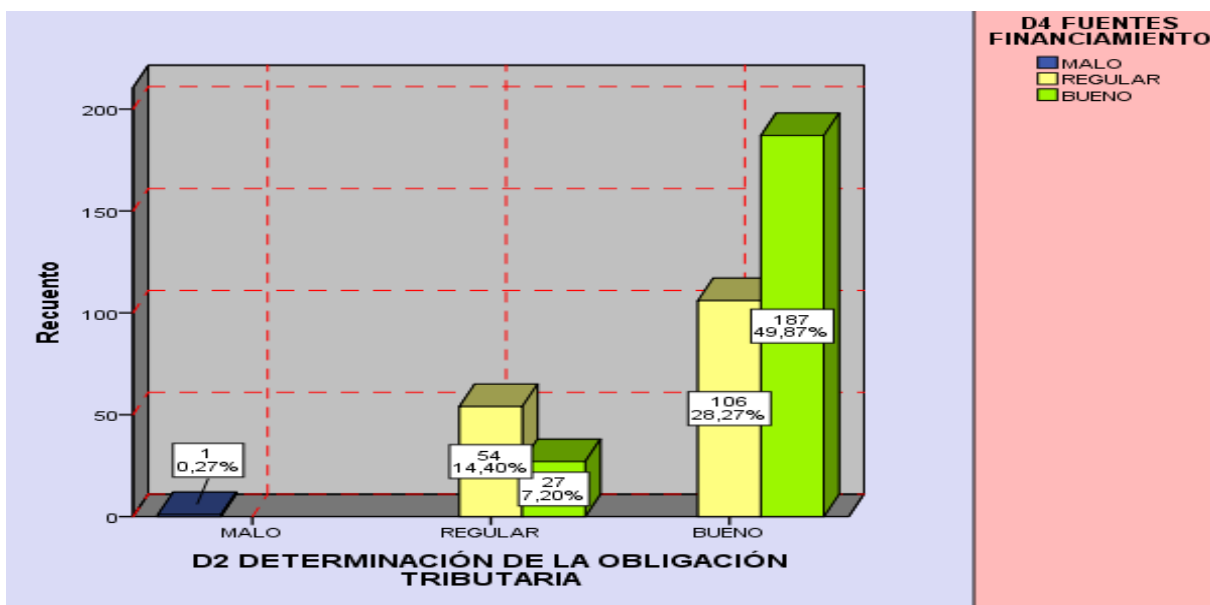 D4 FUENTES
FINANCIAMIENTO
MALO
REGULAR
BUENO
Recuento
200
150
100
50
0
1
0,27%
54
14,40%
27
7,20%
106
28,27%
187
49,87%
MALO
REGULAR
BUENO
D2 DETERMINACIÓN DE LA OBLIGACIÓN
TRIBUTARIA